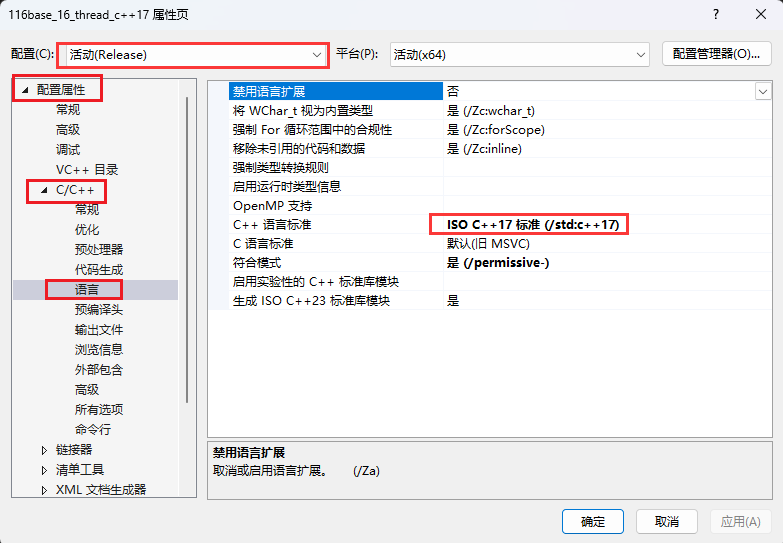 116base_16_thread_c++17 属性页
?
配置(C):
活动(Release)
平台(P):
活动(x64)
配置管理器(O)...
配置属性
常规
高级
调试
VC++ 目录
C/C++
常规
优化
预处理器
代码生成
语言
预编译头
输出文件
浏览信息
外部包含
高级
所有选项
命令行
链接器
清单工具
XML 文档生成器
禁用语言扩展 否
将 WChar_t 视为内置类型 是 (/Zc:wchar_t)
强制 For 循环范围中的合规性 是 (/Zc:forScope)
移除未引用的代码和数据 是 (/Zc:inline)
强制类型转换规则
启用运行时类型信息
OpenMP 支持
C++ 语言标准 ISO C++17 标准 (/std:c++17)
C 语言标准 默认(旧 MSVC)
符合模式 是 (/permissive-)
启用实验性的 C++ 标准库模块
生成 ISO C++23 标准库模块 是
禁用语言扩展
取消或启用语言扩展。 (/Za)
确定
取消
应用(A)